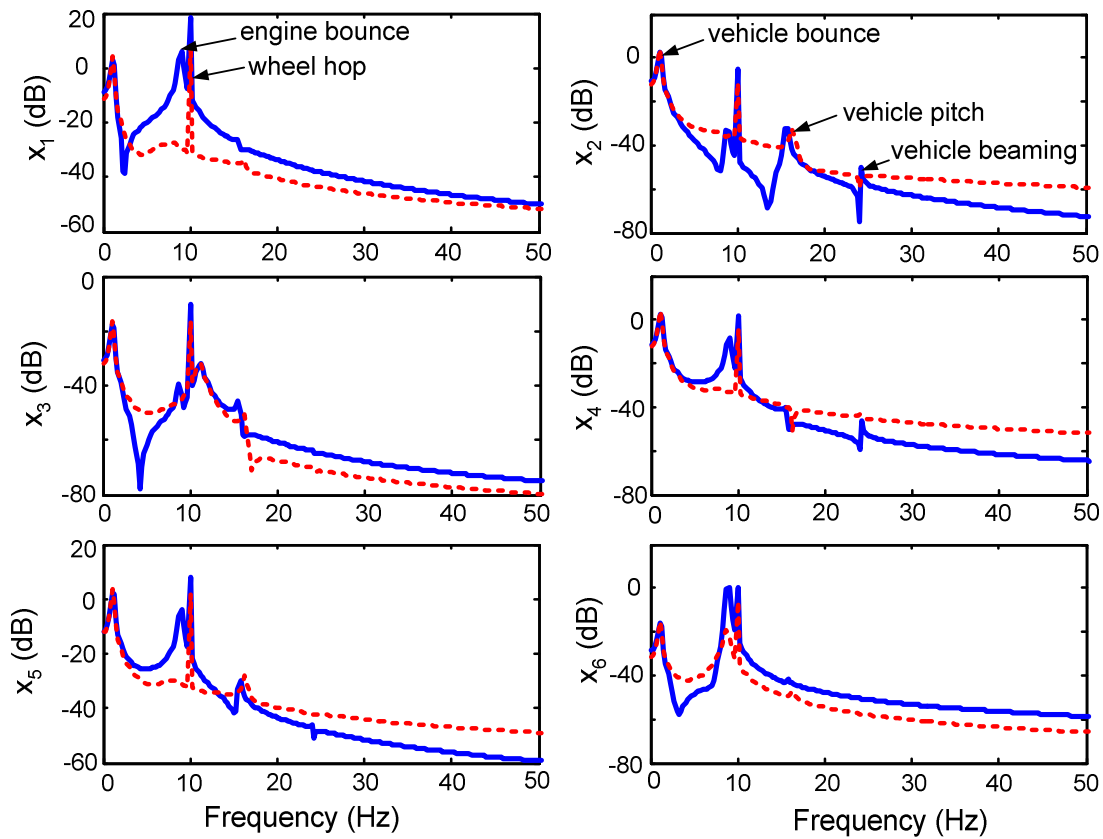 20
0
-20
-40
-60
x1 (dB)
engine bounce
wheel hop
0 10 20 30 40 50
0
-40
-80
x2 (dB)
vehicle bounce
vehicle pitch
vehicle beaming
0 10 20 30 40 50
0
-40
-80
x3 (dB)
0 10 20 30 40 50
0
-40
-80
x4 (dB)
0 10 20 30 40 50
20
0
-20
-40
-60
x5 (dB)
0 10 20 30 40 50
Frequency (Hz)
0
-40
-80
x6 (dB)
0 10 20 30 40 50
Frequency (Hz)